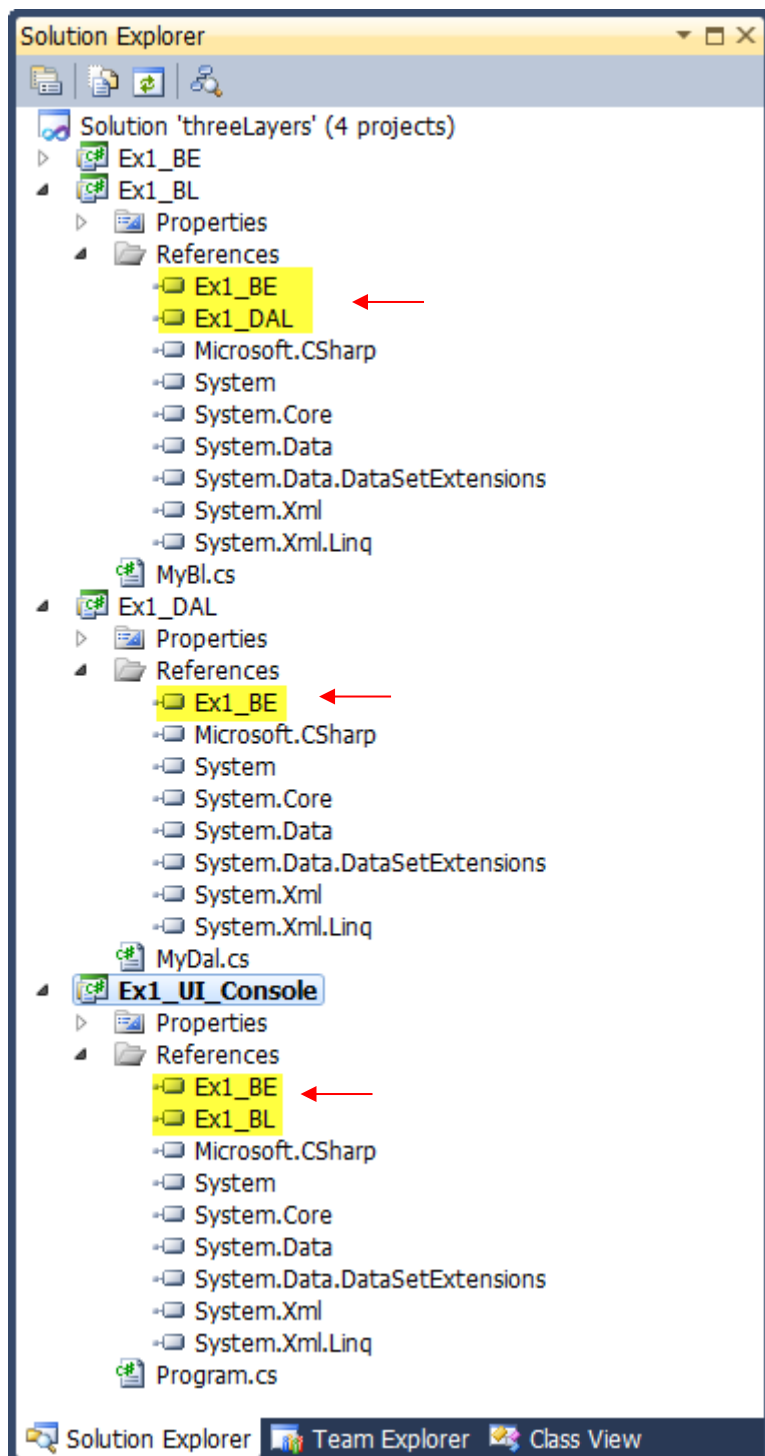 Solution Explorer
Solution 'threeLayers' (4 projects)
Ex1_BE
Ex1_BL
Properties
References
Ex1_BE
Ex1_DAL
Microsoft.CSharp
System
System.Core
System.Data
System.Data.DataSetExtensions
System.Xml
System.Xml.Linq
MyBl.cs
Ex1_DAL
Properties
References
Ex1_BE
Microsoft.CSharp
System
System.Core
System.Data
System.Data.DataSetExtensions
System.Xml
System.Xml.Linq
MyDal.cs
Ex1_UI_Console
Properties
References
Ex1_BE
Ex1_BL
Microsoft.CSharp
System
System.Core
System.Data
System.Data.DataSetExtensions
System.Xml
System.Xml.Linq
Program.cs
Solution Explorer Team Explorer Class View